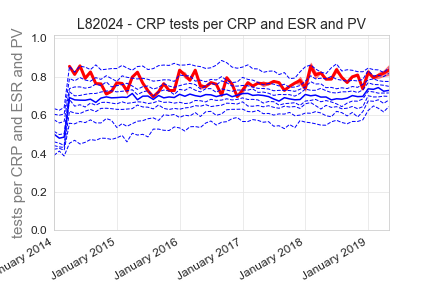 L82024 - CRP tests per CRP and ESR and PV
tests per CRP and ESR and PV
1.0
0.8
0.6
0.4
0.2
0.0
nuary 2014
January 2015
January 2016
January 2017
January 2018
January 2019